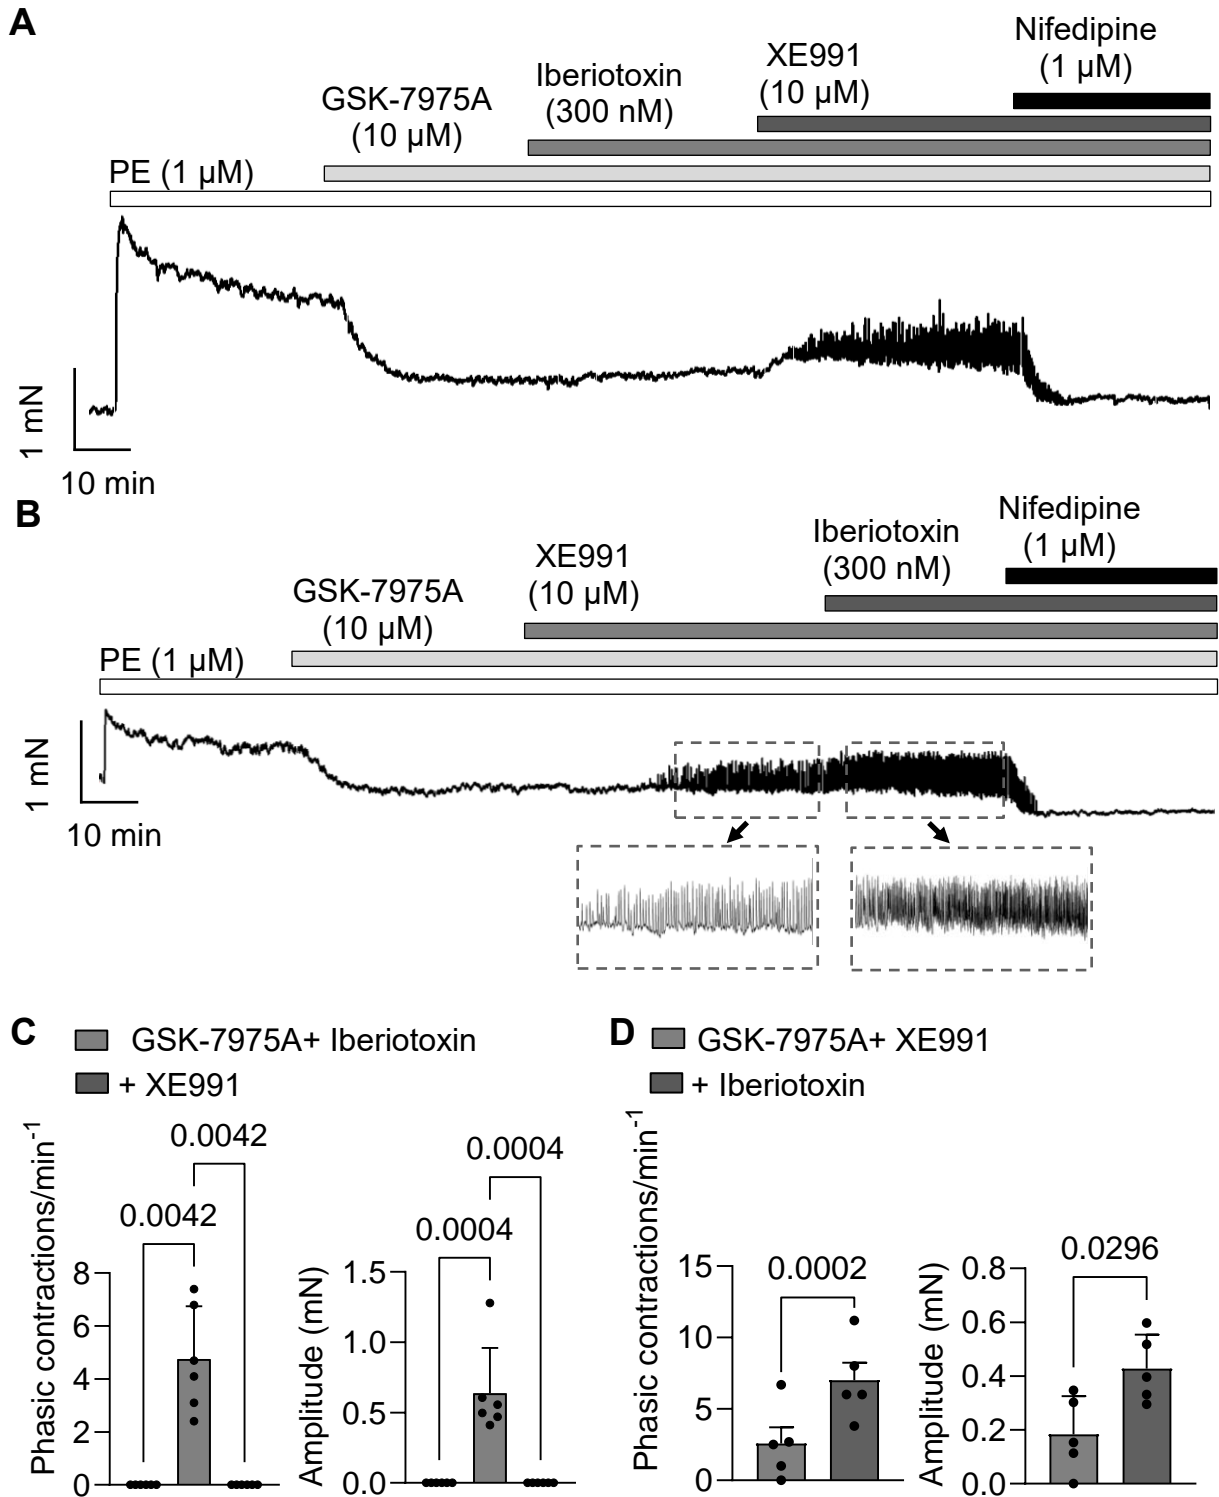 A
Nifedipine
(1 µM)
XE991
(10 µM)
Iberiotoxin
(300 nM)
GSK-7975A
(10 µM)
PE (1 µM)
1 mN
10 min
B
Nifedipine
(1 µM)
Iberiotoxin
(300 nM)
XE991
(10 µM)
GSK-7975A
(10 µM)
PE (1 µM)
1 mN
10 min
C
GSK-7975A+ Iberiotoxin
+ XE991
Phasic contractions/min⁻¹
0.0042
0.0042
8
6
4
2
0
Amplitude (mN)
0.0004
0.0004
1.5
1.0
0.5
0.0
D
GSK-7975A+ XE991
+ Iberiotoxin
Phasic contractions/min⁻¹
0.0002
15
10
5
0
Amplitude (mN)
0.0296
0.8
0.6
0.4
0.2
0.0